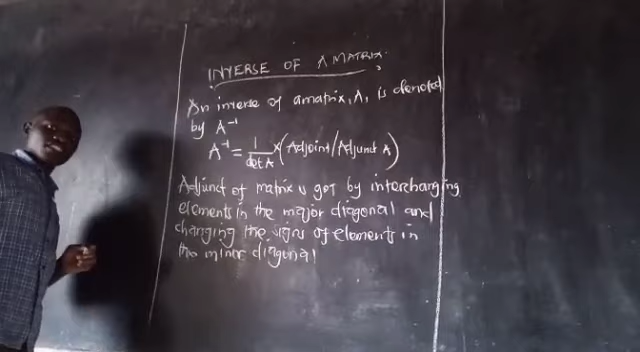 INVERSE OF A MATRIX.
An inverse of a matrix, A, is denoted
by A⁻¹
A⁻¹ = 1/det A × (Adjoint/Adjunct A)
Adjunct of matrix is got by interchanging
elements in the major diagonal and
changing the signs of elements in
the minor diagonal